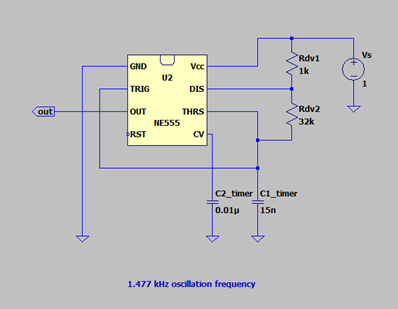 GND
Vcc
U2
TRIG
DIS
OUT
THRS
RST
CV
NE555
out
Rdv1
1k
Rdv2
32k
Vs
1
C2_timer
0.01µ
C1_timer
15n
1.477 kHz oscillation frequency